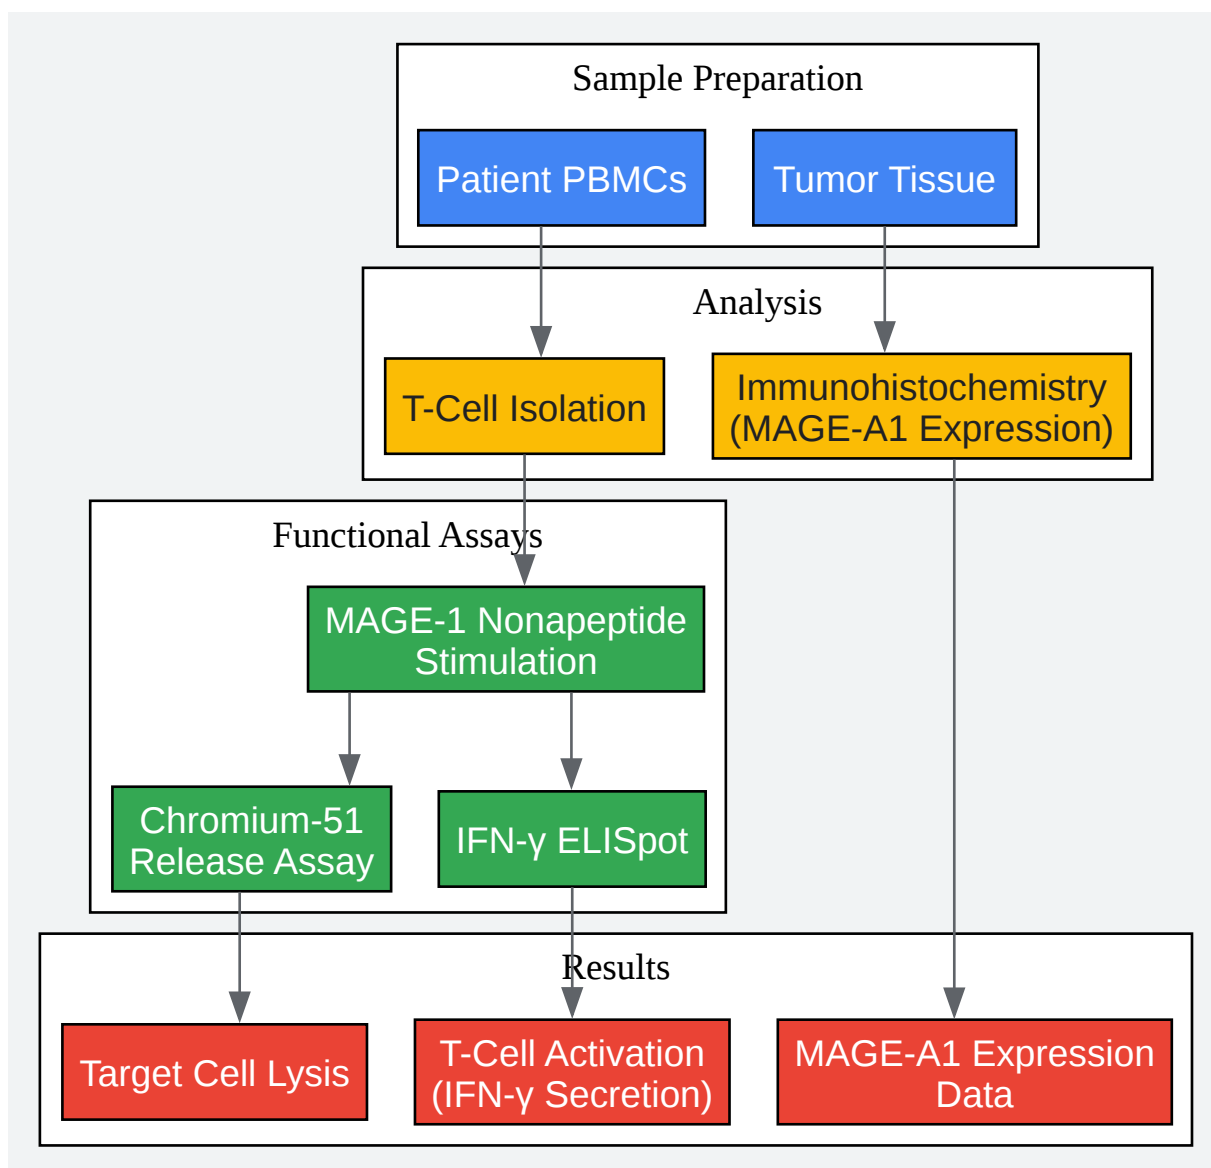 Sample Preparation
Patient PBMCs
Tumor Tissue
Analysis
T-Cell Isolation
Immunohistochemistry
(MAGE-A1 Expression)
Functional Assays
MAGE-1 Nonapeptide
Stimulation
Chromium-51
Release Assay
IFN-γ ELISpot
Results
Target Cell Lysis
T-Cell Activation
(IFN-γ Secretion)
MAGE-A1 Expression
Data